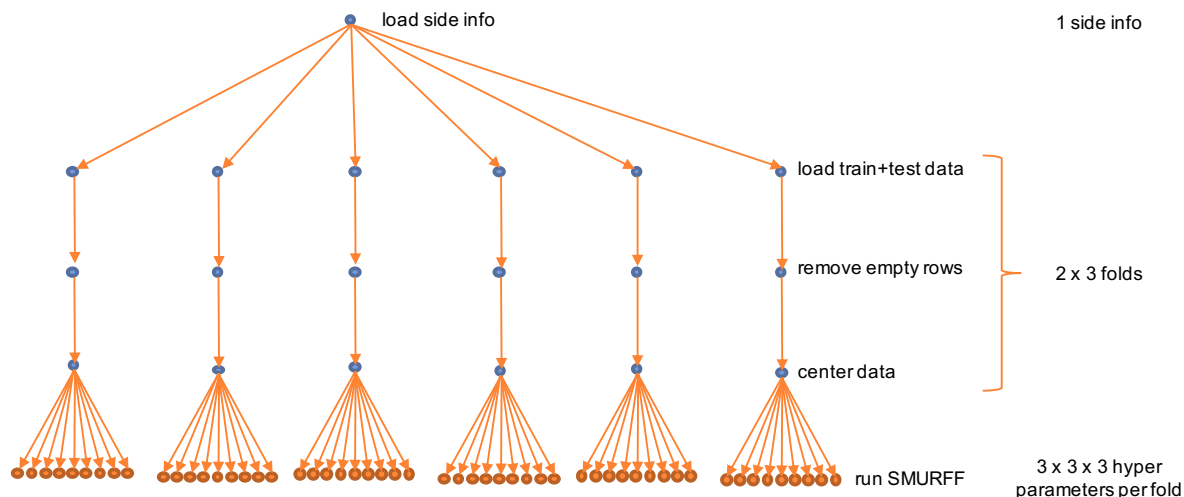 load side info
1 side info
load train+test data
remove empty rows
2 x 3 folds
center data
run SMURFF
3 x 3 x 3 hyper
parameters per fold